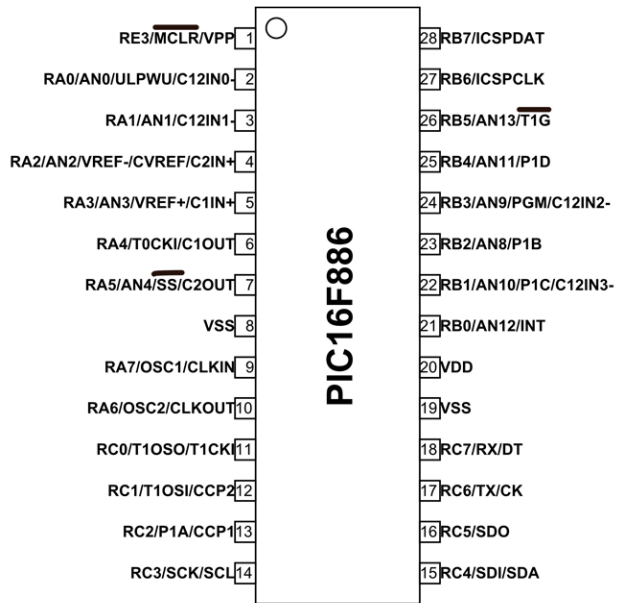 RE3/MCLR/VPP 1
RA0/AN0/ULPWU/C12IN0- 2
RA1/AN1/C12IN1- 3
RA2/AN2/VREF-/CVREF/C2IN+ 4
RA3/AN3/VREF+/C1IN+ 5
RA4/T0CKI/C1OUT 6
RA5/AN4/SS/C2OUT 7
VSS 8
RA7/OSC1/CLKIN 9
RA6/OSC2/CLKOUT 10
RC0/T1OSO/T1CKI 11
RC1/T1OSI/CCP2 12
RC2/P1A/CCP1 13
RC3/SCK/SCL 14
PIC16F886
28 RB7/ICSPDAT
27 RB6/ICSPCLK
26 RB5/AN13/T1G
25 RB4/AN11/P1D
24 RB3/AN9/PGM/C12IN2-
23 RB2/AN8/P1B
22 RB1/AN10/P1C/C12IN3-
21 RB0/AN12/INT
20 VDD
19 VSS
18 RC7/RX/DT
17 RC6/TX/CK
16 RC5/SDO
15 RC4/SDI/SDA